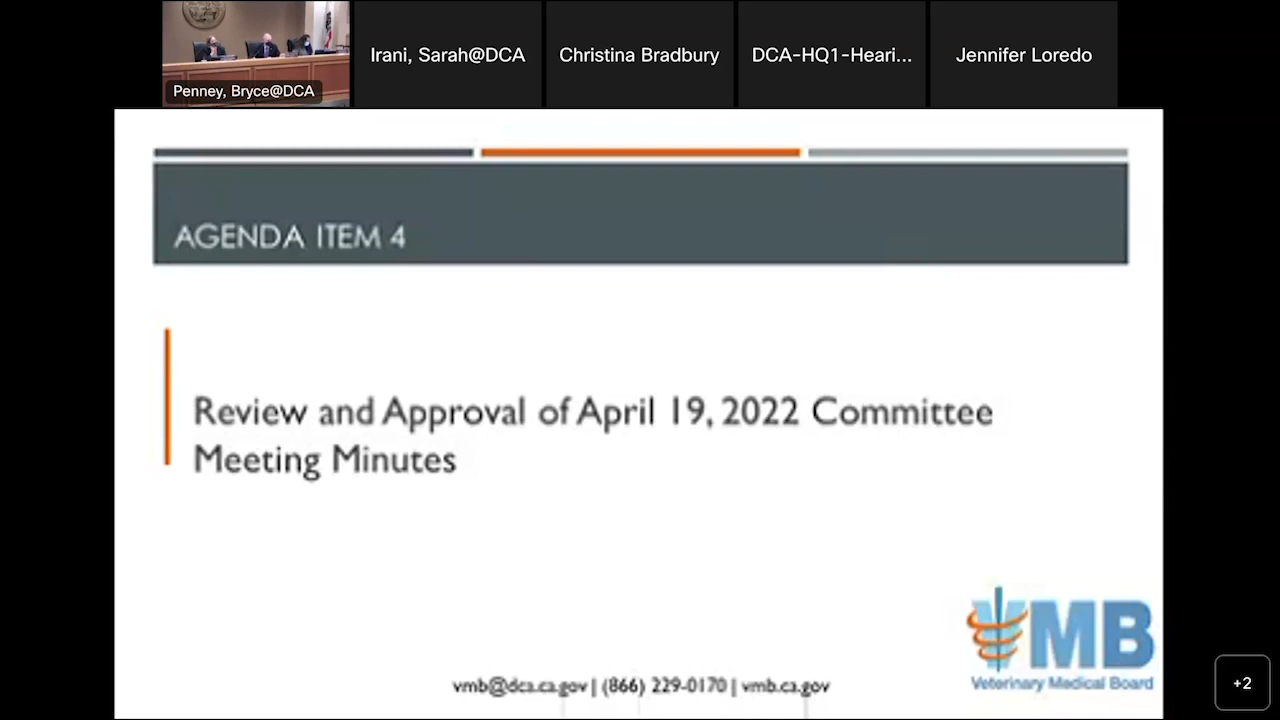 Penney, Bryce@DCA
Irani, Sarah@DCA
Christina Bradbury
DCA-HQ1-Heari...
Jennifer Loredo
AGENDA ITEM 4
Review and Approval of April 19, 2022 Committee
Meeting Minutes
VMB
Veterinary Medical Board
vmb@dca.ca.gov | (866) 229-0170 | vmb.ca.gov
+2